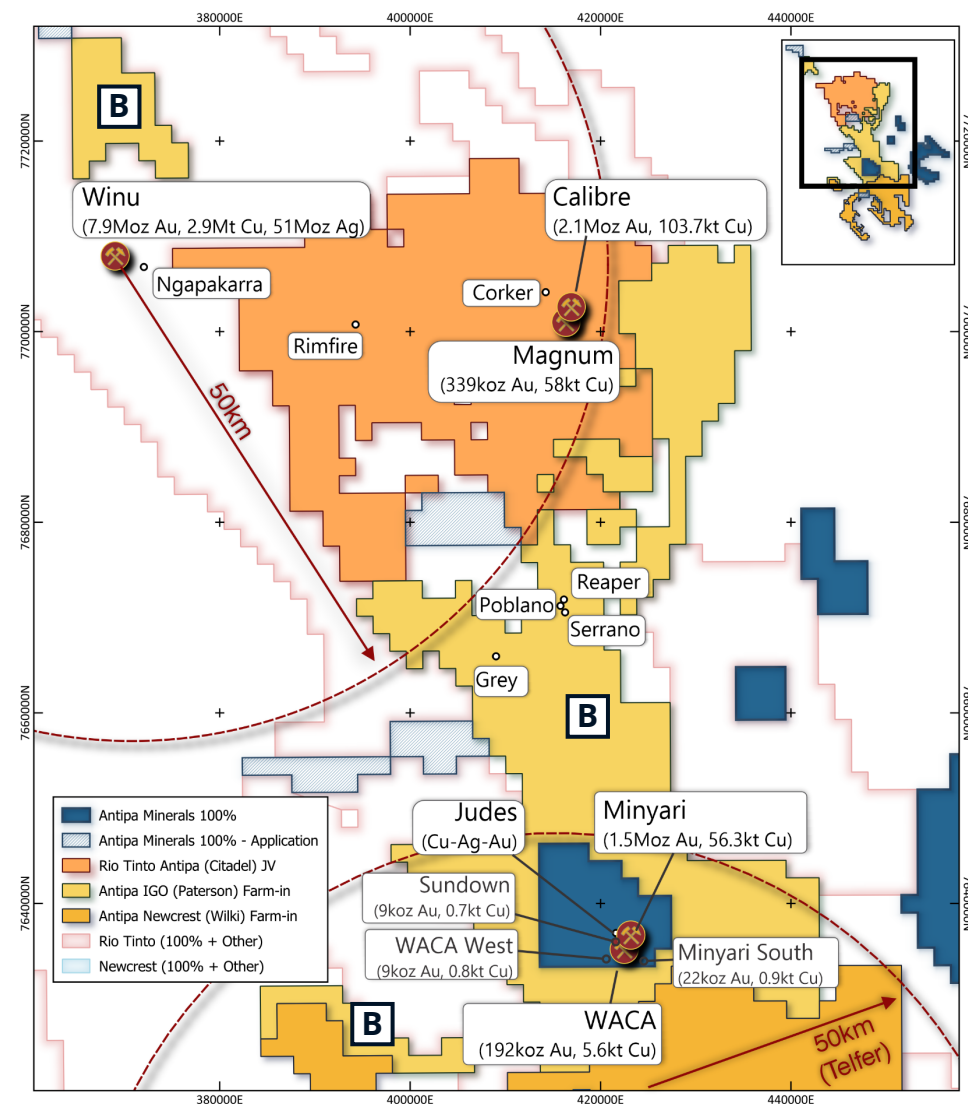 380000E
400000E
420000E
440000E
7720000N
7720000N
B
Winu
(7.9Moz Au, 2.9Mt Cu, 51Moz Ag)
Calibre
(2.1Moz Au, 103.7kt Cu)
Ngapakarra
Corker
Rimfire
7700000N
7700000N
Magnum
(339koz Au, 58kt Cu)
50km
7680000N
7680000N
Reaper
Poblano
Serrano
Grey
B
7660000N
7660000N
Antipa Minerals 100%
Antipa Minerals 100% - Application
Rio Tinto Antipa (Citadel) JV
Antipa IGO (Paterson) Farm-in
Antipa Newcrest (Wilki) Farm-in
Rio Tinto (100% + Other)
Newcrest (100% + Other)
Judes
(Cu-Ag-Au)
Minyari
(1.5Moz Au, 56.3kt Cu)
Sundown
(9koz Au, 0.7kt Cu)
7640000N
7640000N
WACA West
(9koz Au, 0.8kt Cu)
Minyari South
(22koz Au, 0.9kt Cu)
B
WACA
(192koz Au, 5.6kt Cu)
50km
(Telfer)
380000E
400000E
420000E
440000E